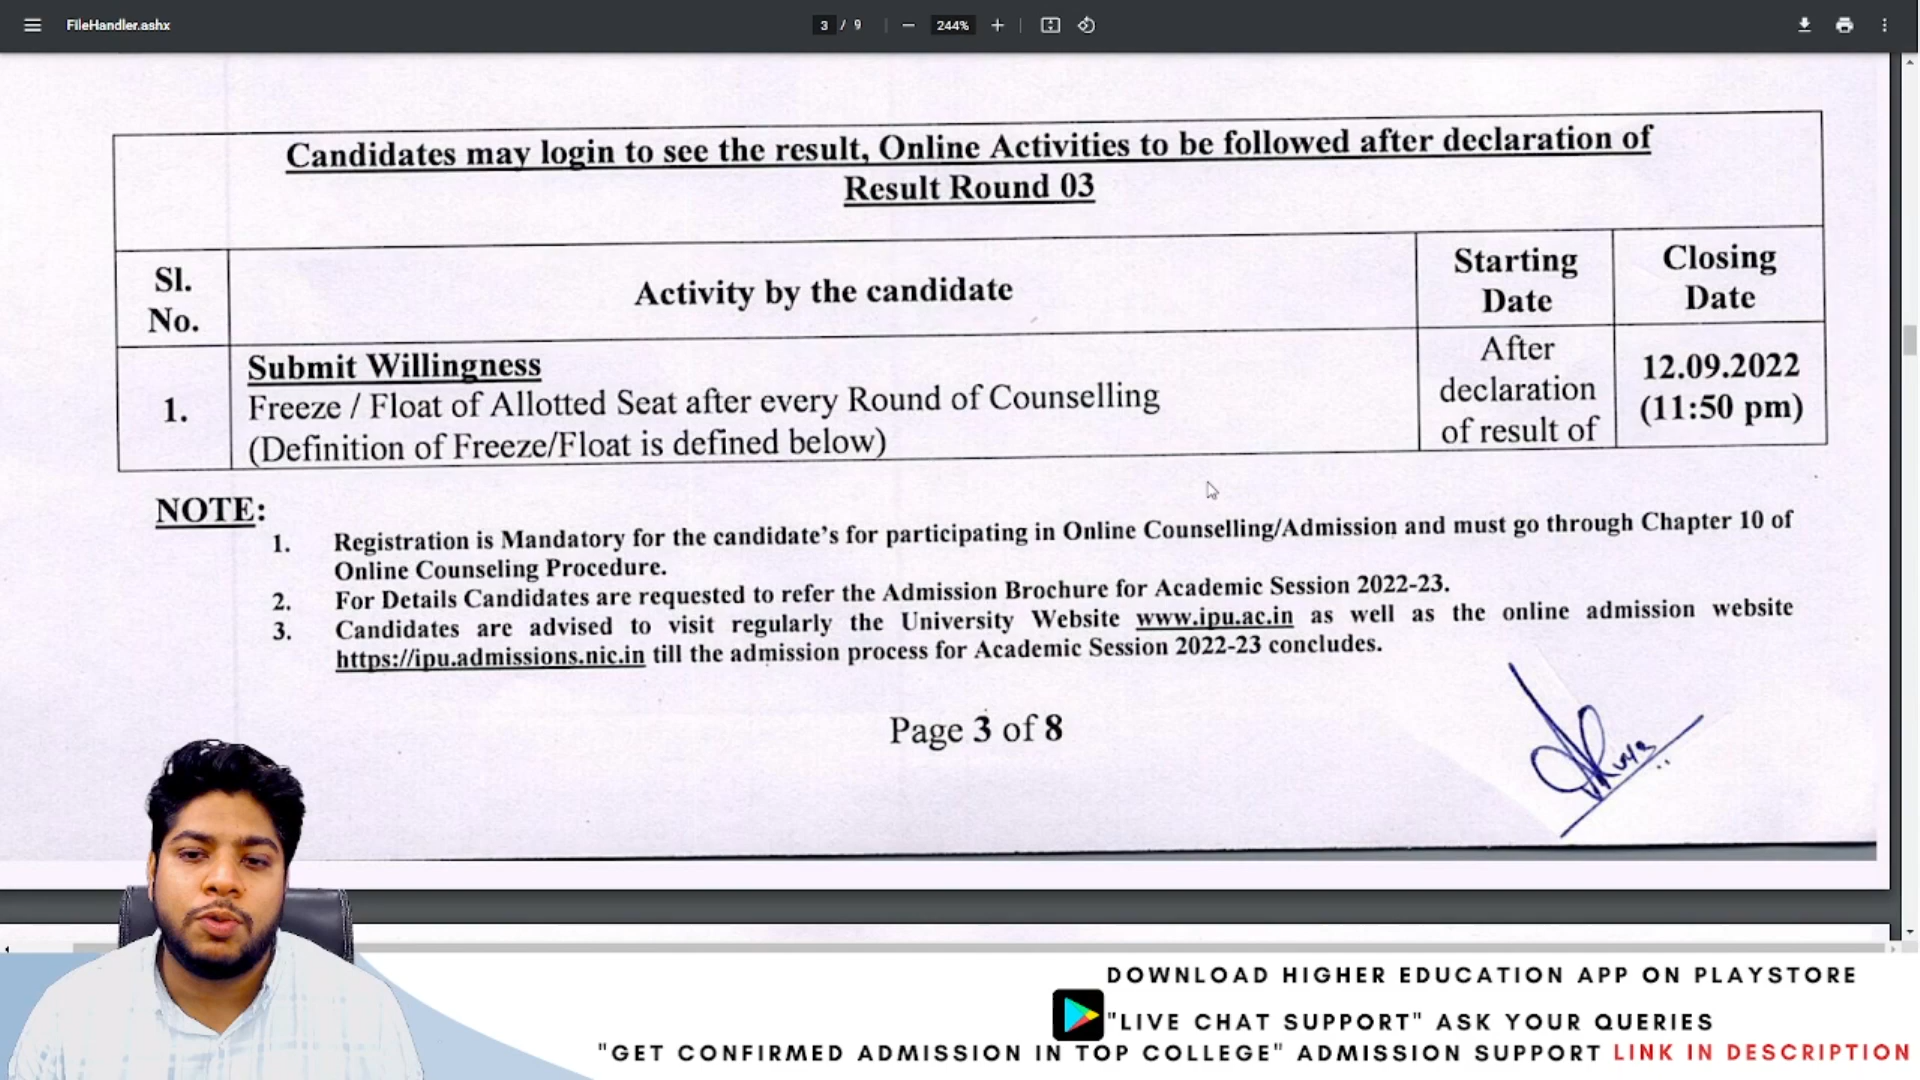 FileHandler.ashx
3 / 9
244%
Candidates may login to see the result, Online Activities to be followed after declaration of
Result Round 03
Sl.
No.
Activity by the candidate
Starting
Date
Closing
Date
1.
Submit Willingness
Freeze / Float of Allotted Seat after every Round of Counselling
(Definition of Freeze/Float is defined below)
After
declaration
of result of
12.09.2022
(11:50 pm)
NOTE:
1. Registration is Mandatory for the candidate's for participating in Online Counselling/Admission and must go through Chapter 10 of
Online Counseling Procedure.
2. For Details Candidates are requested to refer the Admission Brochure for Academic Session 2022-23.
3. Candidates are advised to visit regularly the University Website www.ipu.ac.in as well as the online admission website
https://ipu.admissions.nic.in till the admission process for Academic Session 2022-23 concludes.
Page 3 of 8
DOWNLOAD HIGHER EDUCATION APP ON PLAYSTORE
"LIVE CHAT SUPPORT" ASK YOUR QUERIES
"GET CONFIRMED ADMISSION IN TOP COLLEGE" ADMISSION SUPPORT LINK IN DESCRIPTION